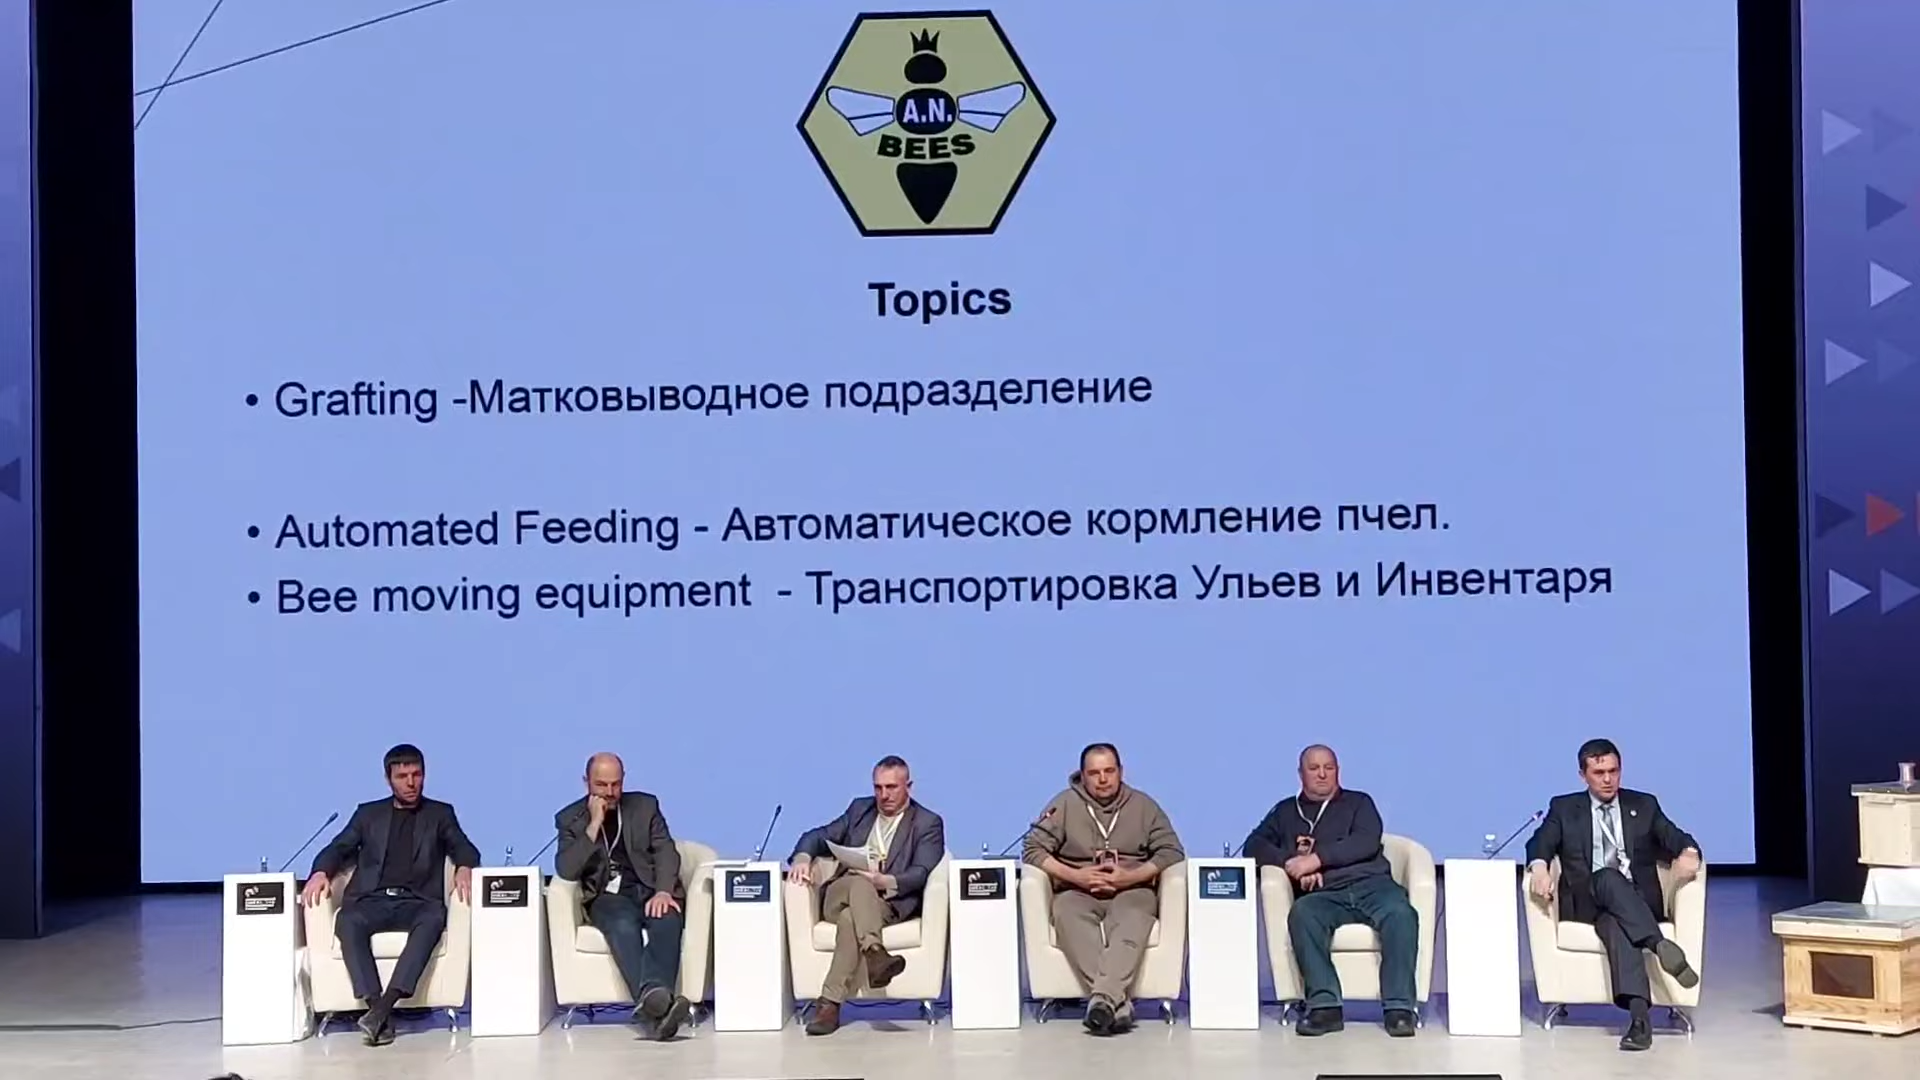 A.N.
BEES
Topics
• Grafting -Матковыводное подразделение
• Automated Feeding - Автоматическое кормление пчел.
• Bee moving equipment - Транспортировка Ульев и Инвентаря